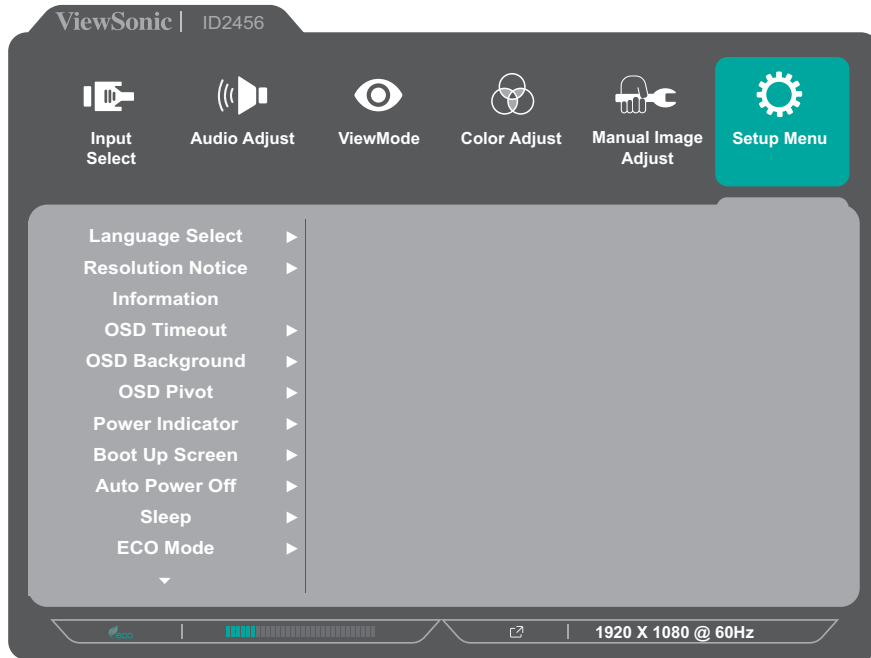 ViewSonic | ID2456
Input
Select
Audio Adjust
ViewMode
Color Adjust
Manual Image
Adjust
Setup Menu
Language Select
Resolution Notice
Information
OSD Timeout
OSD Background
OSD Pivot
Power Indicator
Boot Up Screen
Auto Power Off
Sleep
ECO Mode
eco
1920 X 1080 @ 60Hz